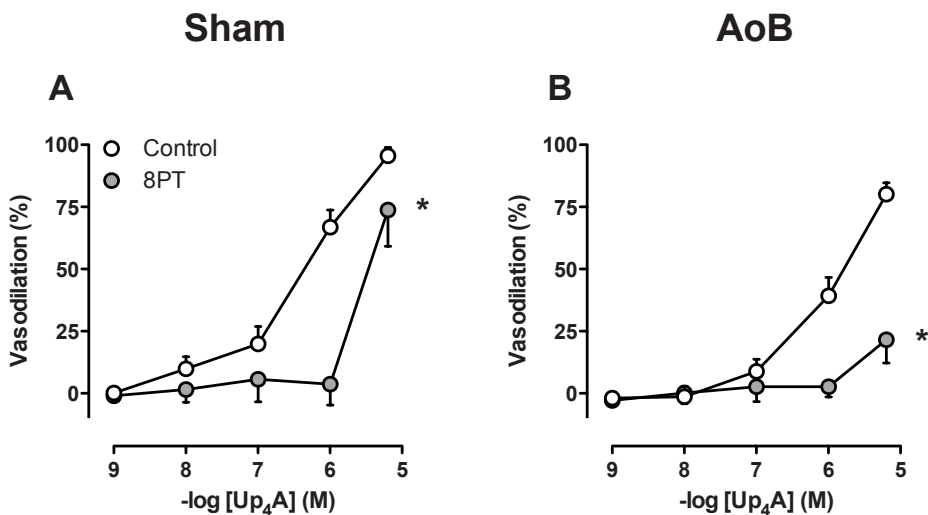 Sham
AoB
A
B
Control
8PT
100
75
50
25
0
Vasodilation (%)
*
9 8 7 6 5
-log [Up₄A] (M)
100
75
50
25
0
Vasodilation (%)
*
9 8 7 6 5
-log [Up₄A] (M)